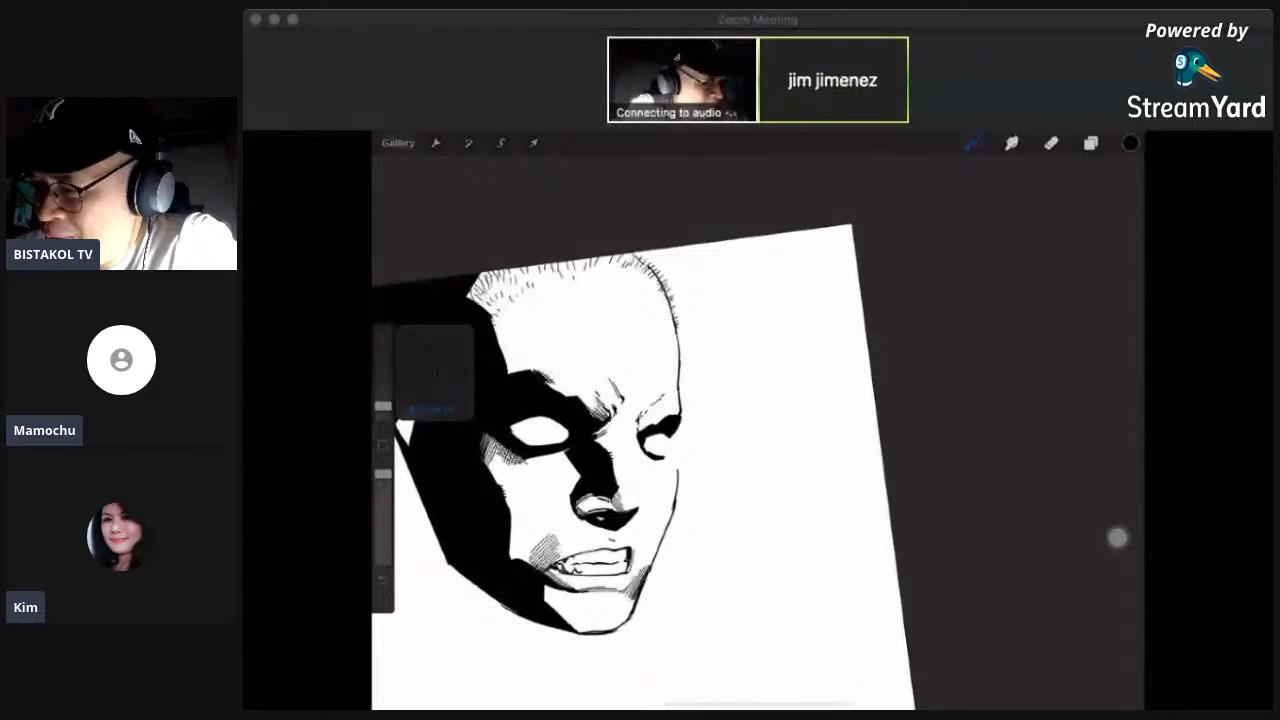 Zoom Meeting
Powered by
StreamYard
Connecting to audio
jim jimenez
Gallery
BISTAKOL TV
Mamochu
Kim